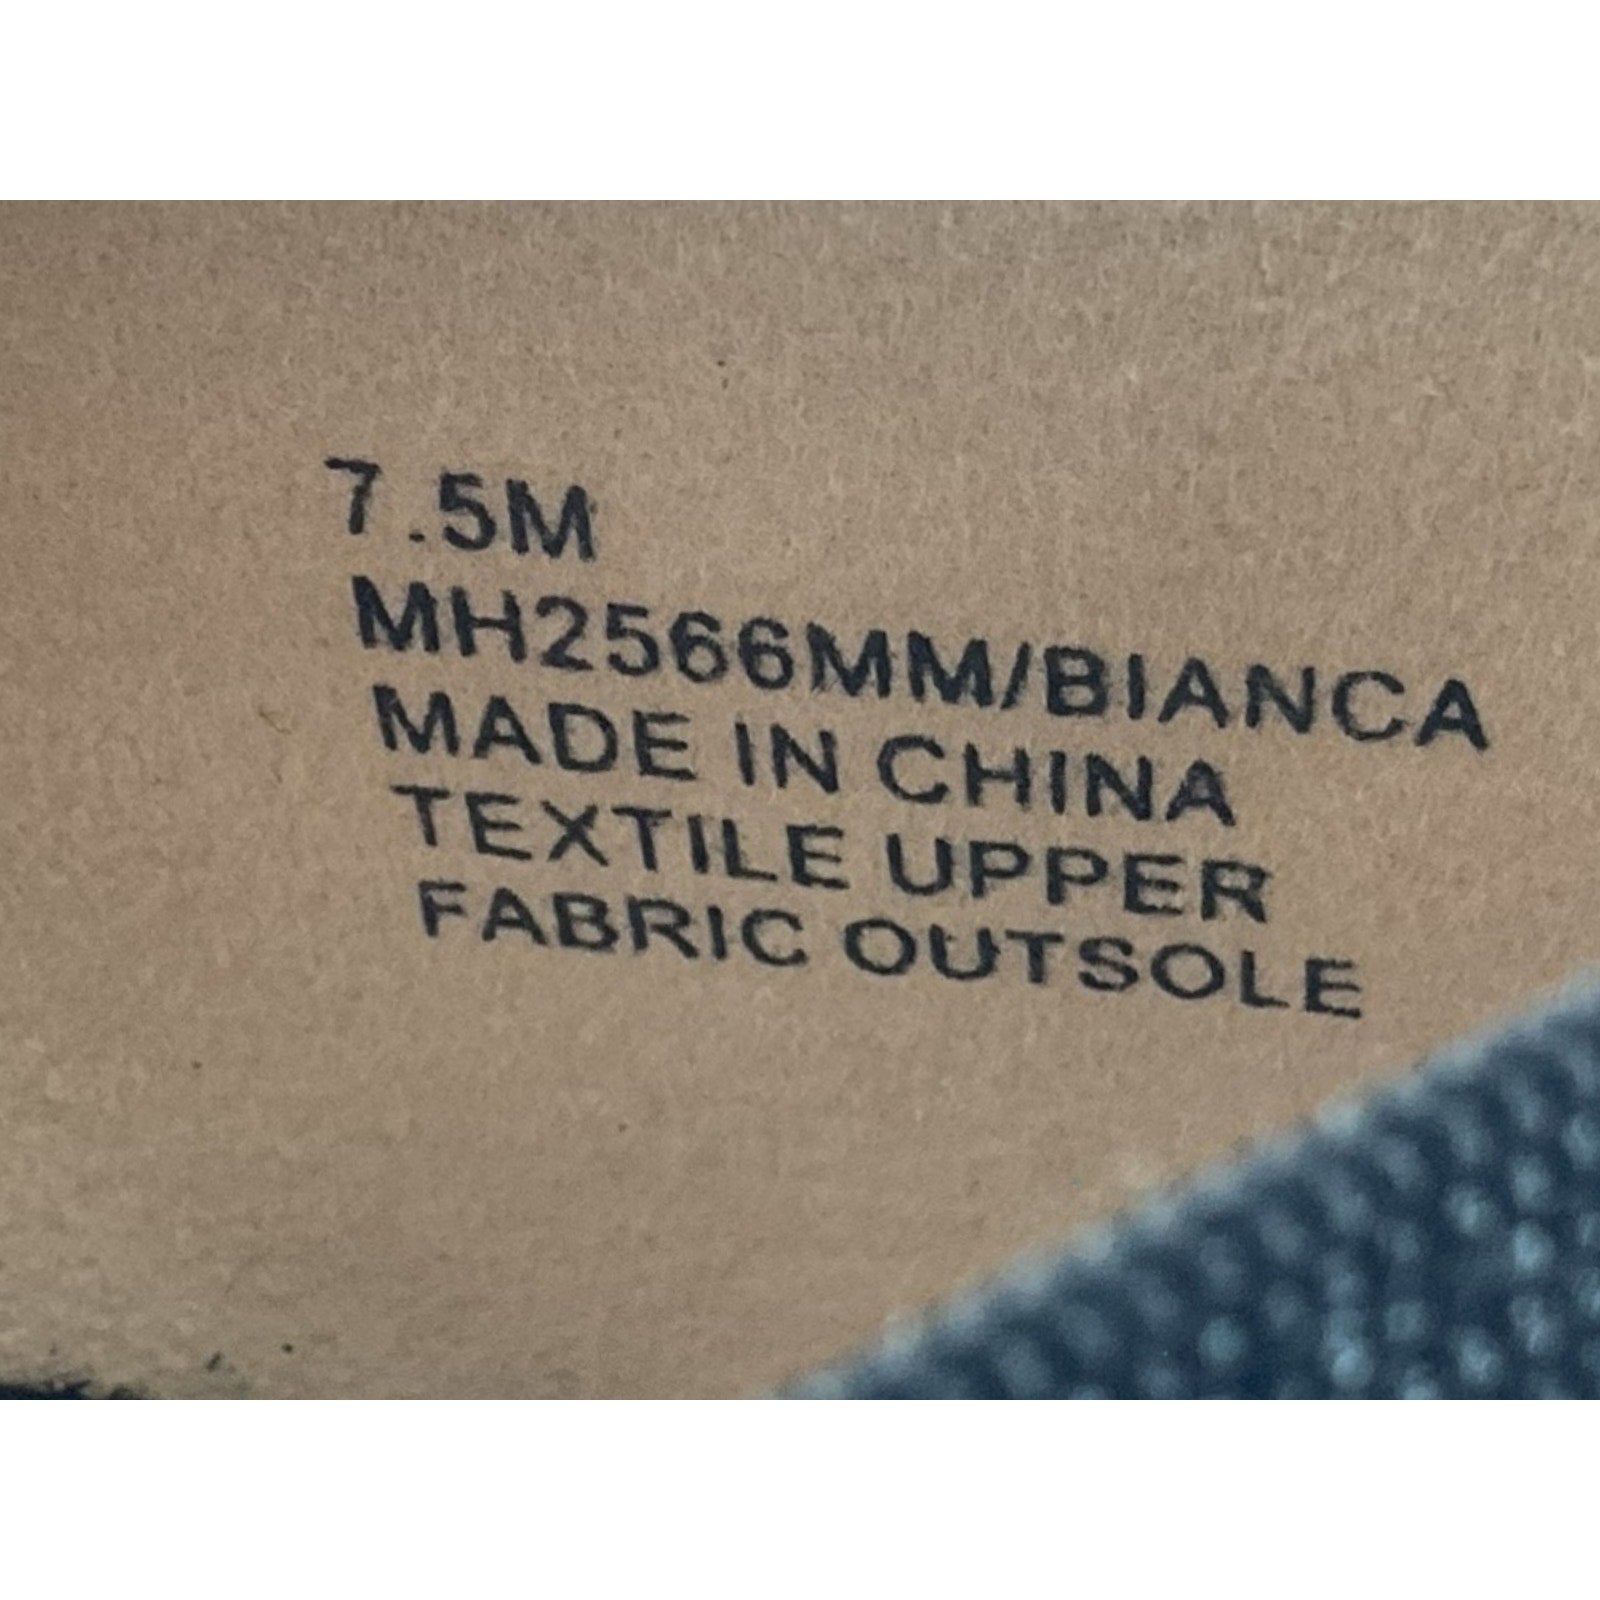 7.5M
MH2566MM/BIANCA
MADE IN CHINA
TEXTILE UPPER
FABRIC OUTSOLE